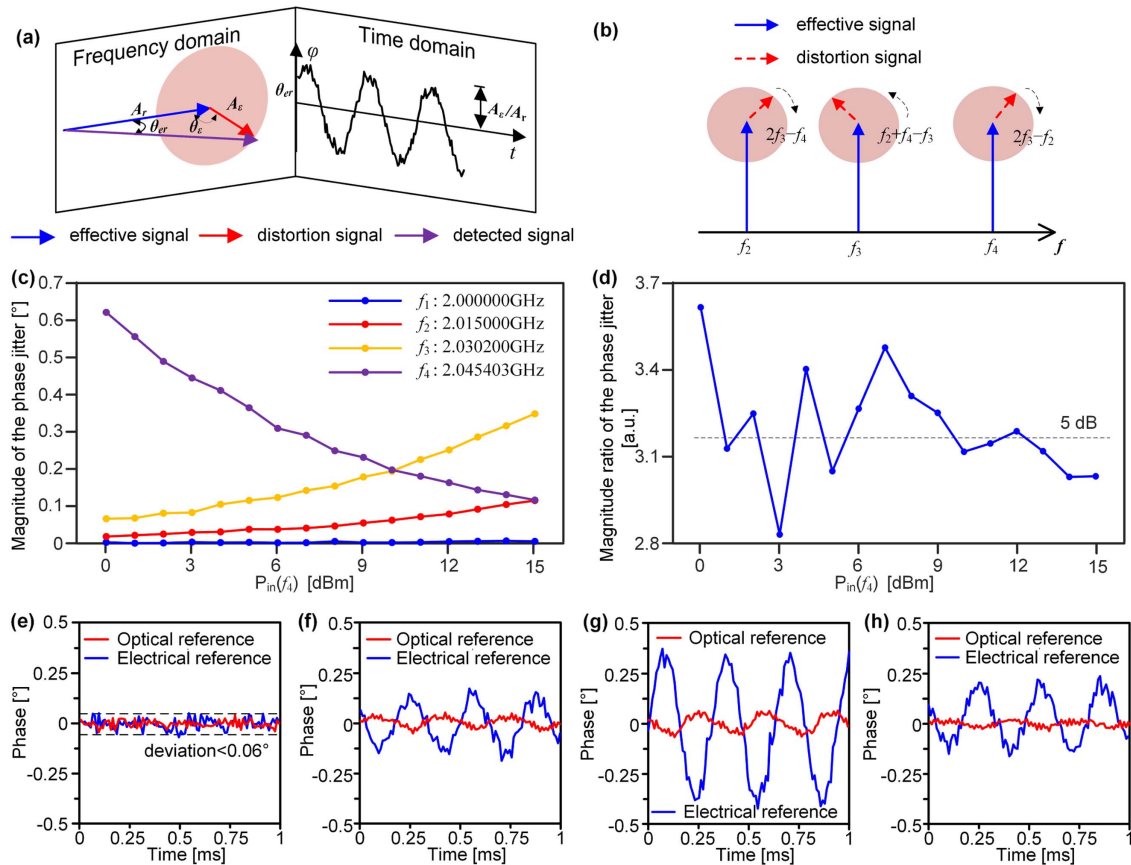 (a)
Frequency domain
Time domain
φ
θer
Ar
Aε
θer
θε
Aε/Ar
t
effective signal
distortion signal
detected signal
(b)
effective signal
distortion signal
2f3−f4
f2+f4−f3
2f3−f2
f2
f3
f4
f
(c)
Magnitude of the phase jitter [°]
0.7
0.6
0.5
0.4
0.3
0.2
0.1
0
f1 : 2.000000GHz
f2 : 2.015000GHz
f3 : 2.030200GHz
f4 : 2.045403GHz
0 3 6 9 12 15
Pin(f4) [dBm]
(d)
Magnitude ratio of the phase jitter
[a.u.]
3.7
3.4
3.1
2.8
5 dB
0 3 6 9 12 15
Pin(f4) [dBm]
(e)
Phase [°]
0.5
0.25
0
-0.25
-0.5
Optical reference
Electrical reference
deviation<0.06°
0 0.25 0.5 0.75 1
Time [ms]
(f)
Phase [°]
0.5
0.25
0
-0.25
-0.5
Optical reference
Electrical reference
0 0.25 0.5 0.75 1
Time [ms]
(g)
Phase [°]
0.5
0.25
0
-0.25
-0.5
Optical reference
Electrical reference
0 0.25 0.5 0.75 1
Time [ms]
(h)
Phase [°]
0.5
0.25
0
-0.25
-0.5
Optical reference
Electrical reference
0 0.25 0.5 0.75 1
Time [ms]